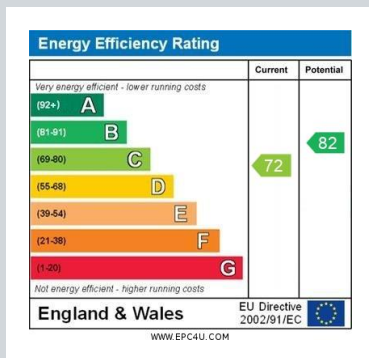 Energy Efficiency Rating
Current Potential
Very energy efficient - lower running costs
(92+) A
(81-91) B
(69-80) C
(55-68) D
(39-54) E
(21-38) F
(1-20) G
72
82
Not energy efficient - higher running costs
England & Wales
EU Directive
2002/91/EC
WWW.EPC4U.COM